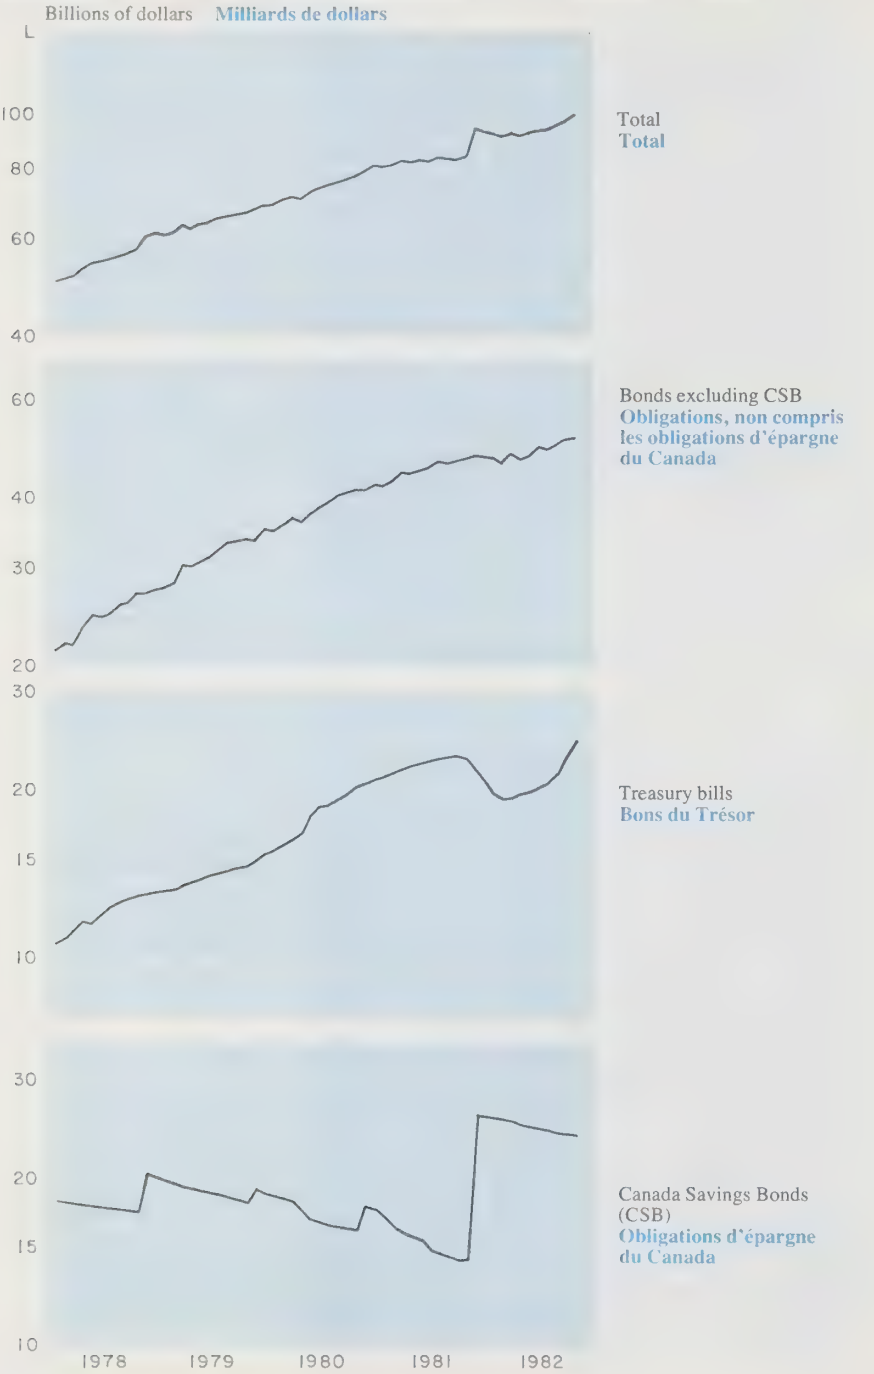 Billions of dollars Milliards de dollars
L
100
80
60
40
Total
Total
60
40
30
20
Bonds excluding CSB
Obligations, non compris
les obligations d'épargne
du Canada
30
20
15
10
Treasury bills
Bons du Trésor
30
20
15
10
Canada Savings Bonds
(CSB)
Obligations d'épargne
du Canada
1978 1979 1980 1981 1982